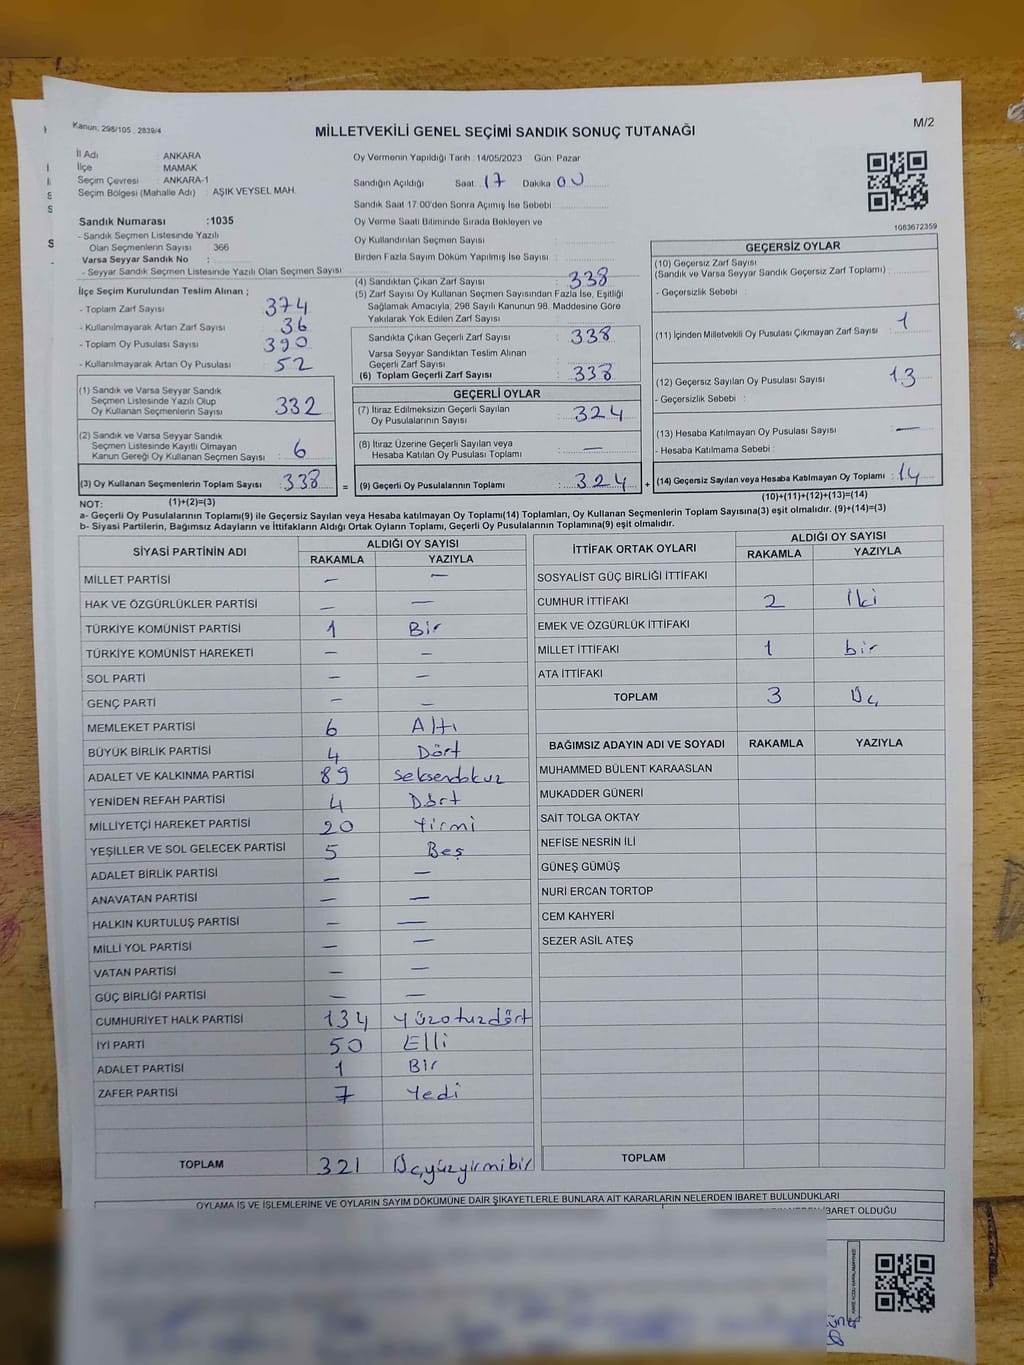 Kanun, 298/105 , 2839/4
MİLLETVEKİLİ GENEL SEÇİMİ SANDIK SONUÇ TUTANAĞI
M/2
İl Adı : ANKARA
İlçe : MAMAK
Seçim Çevresi : ANKARA-1
Seçim Bölgesi (Mahalle Adı) : AŞIK VEYSEL MAH.
Sandık Numarası :1035
- Sandık Seçmen Listesinde Yazılı
Olan Seçmenlerin Sayısı 366
Varsa Seyyar Sandık No :
- Seyyar Sandık Seçmen Listesinde Yazılı Olan Seçmen Sayısı
Oy Vermenin Yapıldığı Tarih : 14/05/2023 Gün: Pazar
Sandığın Açıldığı Saat: 17 Dakika 00
Sandık Saat 17:00'den Sonra Açımış İse Sebebi :
Oy Verme Saati Bitiminde Sırada Bekleyen ve
Oy Kullandırılan Seçmen Sayısı :
Birden Fazla Sayım Döküm Yapılmış İse Sayısı :
1083672359
İlçe Seçim Kurulundan Teslim Alınan ;
- Toplam Zarf Sayısı : 374
- Kullanılmayarak Artan Zarf Sayısı : 36
- Toplam Oy Pusulası Sayısı : 390
- Kullanılmayarak Artan Oy Pusulası : 52
(1) Sandık ve Varsa Seyyar Sandık
Seçmen Listesinde Yazılı Olup
Oy Kullanan Seçmenlerin Sayısı : 332
(2) Sandık ve Varsa Seyyar Sandık
Seçmen Listesinde Kayıtlı Olmayan
Kanun Gereği Oy Kullanan Seçmen Sayısı : 6
(3) Oy Kullanan Seçmenlerin Toplam Sayısı : 338
(4) Sandıktan Çıkan Zarf Sayısı : 338
(5) Zarf Sayısı Oy Kullanan Seçmen Sayısından Fazla İse, Eşitliği
Sağlamak Amacıyla, 298 Sayılı Kanunun 98. Maddesine Göre
Yakılarak Yok Edilen Zarf Sayısı :
Sandıkta Çıkan Geçerli Zarf Sayısı : 338
Varsa Seyyar Sandıktan Teslim Alınan
Geçerli Zarf Sayısı :
(6) Toplam Geçerli Zarf Sayısı : 338
GEÇERLİ OYLAR
(7) İtiraz Edilmeksizin Geçerli Sayılan
Oy Pusulalarının Sayısı : 324
(8) İtiraz Üzerine Geçerli Sayılan veya
Hesaba Katılan Oy Pusulası Toplamı : —
= (9) Geçerli Oy Pusulalarının Toplamı : 324
GEÇERSİZ OYLAR
(10) Geçersiz Zarf Sayısı
(Sandık ve Varsa Seyyar Sandık Geçersiz Zarf Toplamı) :
- Geçersizlik Sebebi :
(11) İçinden Milletvekili Oy Pusulası Çıkmayan Zarf Sayısı : 1
(12) Geçersiz Sayılan Oy Pusulası Sayısı : 13
- Geçersizlik Sebebi :
(13) Hesaba Katılmayan Oy Pusulası Sayısı : —
- Hesaba Katılmama Sebebi :
+ (14) Geçersiz Sayılan veya Hesaba Katılmayan Oy Toplamı : 14
NOT: (1)+(2)=(3)
(10)+(11)+(12)+(13)=(14)
a- Geçerli Oy Pusulalarının Toplamı(9) ile Geçersiz Sayılan veya Hesaba Katılmayan Oy Toplamı(14) Toplamları, Oy Kullanan Seçmenlerin Toplam Sayısına(3) eşit olmalıdır. (9)+(14)=(3)
b- Siyasi Partilerin, Bağımsız Adayların ve İttifakların Aldığı Ortak Oyların Toplamı, Geçerli Oy Pusulalarının Toplamına(9) eşit olmalıdır.
SİYASİ PARTİNİN ADI ALDIĞI OY SAYISI
RAKAMLA YAZIYLA
MİLLET PARTİSİ — —
HAK VE ÖZGÜRLÜKLER PARTİSİ — —
TÜRKİYE KOMÜNİST PARTİSİ 1 Bir
TÜRKİYE KOMÜNİST HAREKETİ — —
SOL PARTİ — —
GENÇ PARTİ — —
MEMLEKET PARTİSİ 6 Altı
BÜYÜK BİRLİK PARTİSİ 4 Dört
ADALET VE KALKINMA PARTİSİ 89 Seksendokuz
YENİDEN REFAH PARTİSİ 4 Dört
MİLLİYETÇİ HAREKET PARTİSİ 20 Yirmi
YEŞİLLER VE SOL GELECEK PARTİSİ 5 Beş
ADALET BİRLİK PARTİSİ — —
ANAVATAN PARTİSİ — —
HALKIN KURTULUŞ PARTİSİ — —
MİLLİ YOL PARTİSİ — —
VATAN PARTİSİ — —
GÜÇ BİRLİĞİ PARTİSİ — —
CUMHURİYET HALK PARTİSİ 134 Yüzotuzdört
İYİ PARTİ 50 Elli
ADALET PARTİSİ 1 Bir
ZAFER PARTİSİ 7 Yedi
TOPLAM 321 Üçyüzyirmibir
İTTİFAK ORTAK OYLARI ALDIĞI OY SAYISI
RAKAMLA YAZIYLA
SOSYALİST GÜÇ BİRLİĞİ İTTİFAKI
CUMHUR İTTİFAKI 2 İki
EMEK VE ÖZGÜRLÜK İTTİFAKI
MİLLET İTTİFAKI 1 bir
ATA İTTİFAKI
TOPLAM 3 Üç
BAĞIMSIZ ADAYIN ADI VE SOYADI RAKAMLA YAZIYLA
MUHAMMED BÜLENT KARAASLAN
MUKADDER GÜNERİ
SAİT TOLGA OKTAY
NEFİSE NESRİN İLİ
GÜNEŞ GÜMÜŞ
NURİ ERCAN TORTOP
CEM KAHYERİ
SEZER ASİL ATEŞ
TOPLAM
OYLAMA İŞ VE İŞLEMLERİNE VE OYLARIN SAYIM DÖKÜMÜNE DAİR ŞİKAYETLERLE BUNLARA AİT KARARLARIN NELERDEN İBARET BULUNDUKLARI
İBARET OLDUĞU